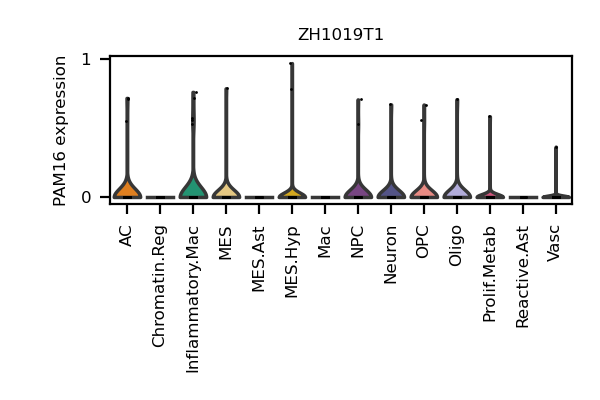 ZH1019T1
PAM16 expression
1
0
AC
Chromatin.Reg
Inflammatory.Mac
MES
MES.Ast
MES.Hyp
Mac
NPC
Neuron
OPC
Oligo
Prolif.Metab
Reactive.Ast
Vasc